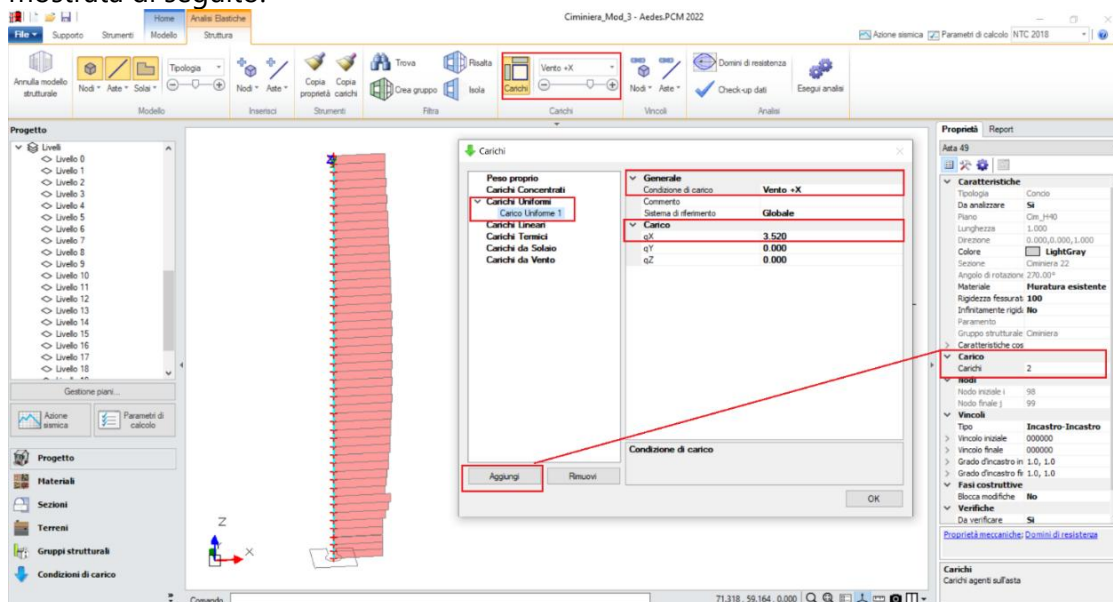 mostrata di seguito:
Home
Analisi Elastiche
Ciminiera_Mod_3 - Aedes.PCM 2022
File
Supporto
Strumenti
Modello
Struttura
Azione sismica
Parametri di calcolo
NTC 2018
Annulla modello strutturale
Nodi
Aste
Solai
Tipologia
Nodi
Aste
Copia proprietà
Copia carichi
Trova
Crea gruppo
Risalta
Isola
Carichi
Vento +X
Nodi
Aste
Domini di resistenza
Check-up dati
Esegui analisi
Modello
Inserisci
Strumenti
Filtra
Carichi
Vincoli
Analisi
Progetto
Livelli
Livello 0
Livello 1
Livello 2
Livello 3
Livello 4
Livello 5
Livello 6
Livello 7
Livello 8
Livello 9
Livello 10
Livello 11
Livello 12
Livello 13
Livello 14
Livello 15
Livello 16
Livello 17
Livello 18
Gestione piani...
Azione sismica
Parametri di calcolo
Progetto
Materiali
Sezioni
Terreni
Gruppi strutturali
Condizioni di carico
Z
Z
X
Carichi
Peso proprio
Carichi Concentrati
Carichi Uniformi
Carico Uniforme 1
Carichi Lineari
Carichi Termici
Carichi da Solaio
Carichi da Vento
Generale
Condizione di carico Vento +X
Commento
Sistema di riferimento Globale
Carico
qX 3.520
qY 0.000
qZ 0.000
Condizione di carico
Aggiungi
Rimuovi
OK
Comando
71.318, 59.164, 0.000
Proprietà
Report
Asta 49
Caratteristiche
Tipologia Concio
Da analizzare Sì
Piano Cim_H40
Lunghezza 1.000
Direzione 0.000,0.000,1.000
Colore LightGray
Sezione Ciminiera 22
Angolo di rotazione 270.00°
Materiale Muratura esistente
Rigidezza fessurat 100
Infinitamente rigida No
Paramento
Gruppo strutturale Ciminiera
Caratteristiche cos
Carico
Carichi 2
Nodi
Nodo iniziale i 98
Nodo finale j 99
Vincoli
Tipo Incastro-Incastro
Vincolo iniziale 000000
Vincolo finale 000000
Grado d'incastro in 1.0, 1.0
Grado d'incastro fi 1.0, 1.0
Fasi costruttive
Blocca modifiche No
Verifiche
Da verificare Sì
Proprietà meccaniche; Domini di resistenza
Carichi
Carichi agenti sull'asta